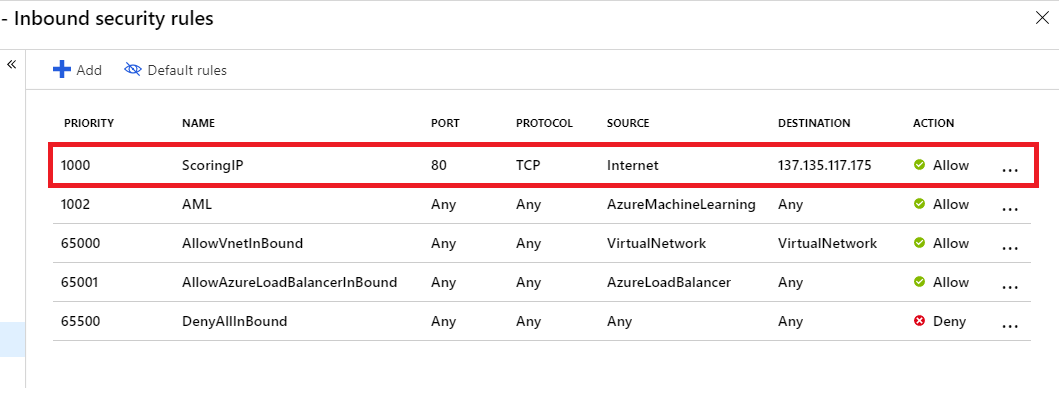 - Inbound security rules
«
Add Default rules
PRIORITY NAME PORT PROTOCOL SOURCE DESTINATION ACTION
1000 ScoringIP 80 TCP Internet 137.135.117.175 Allow ...
1002 AML Any Any AzureMachineLearning Any Allow ...
65000 AllowVnetInBound Any Any VirtualNetwork VirtualNetwork Allow ...
65001 AllowAzureLoadBalancerInBound Any Any AzureLoadBalancer Any Allow ...
65500 DenyAllInBound Any Any Any Any Deny ...